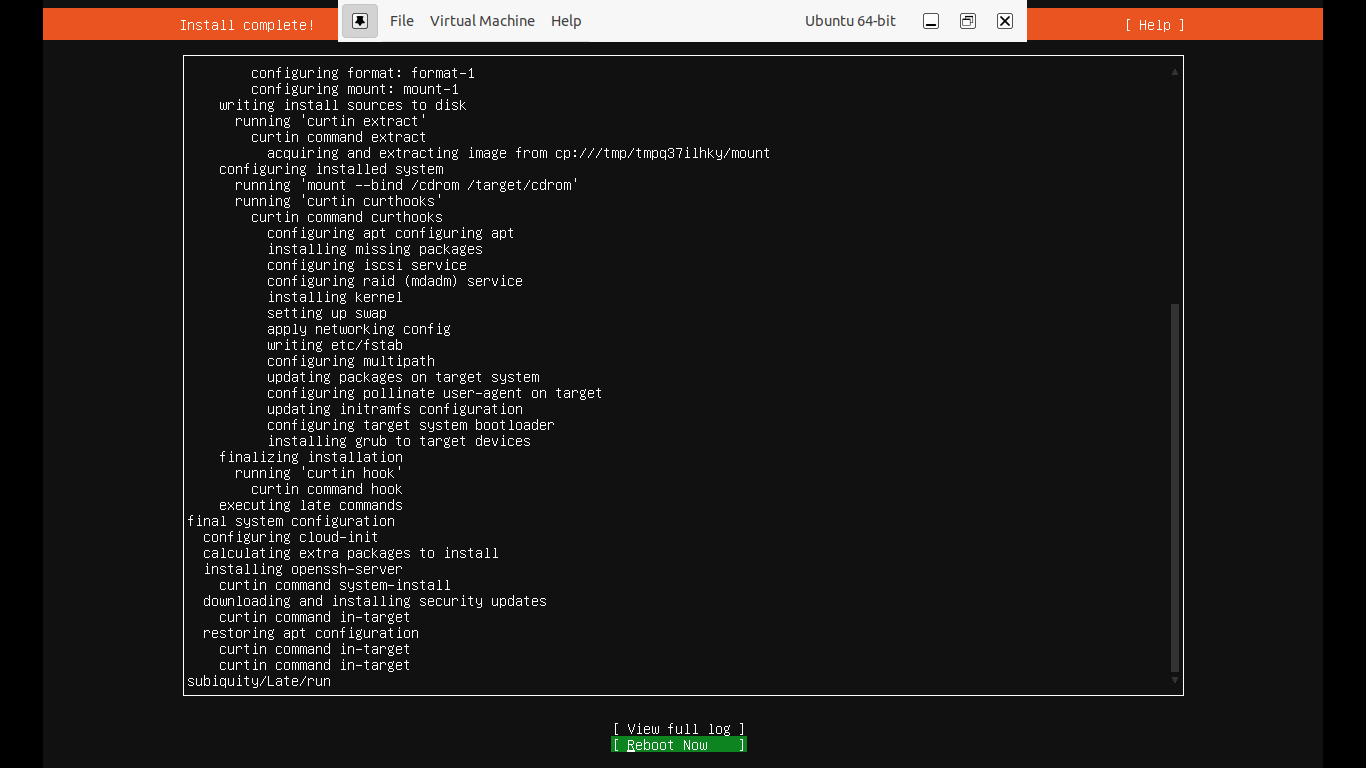 Install complete!
File Virtual Machine Help
Ubuntu 64-bit
[ Help ]
configuring format: format-1
configuring mount: mount-1
writing install sources to disk
running 'curtin extract'
curtin command extract
acquiring and extracting image from cp:///tmp/tmpq37ilhky/mount
configuring installed system
running 'mount --bind /cdrom /target/cdrom'
running 'curtin curthooks'
curtin command curthooks
configuring apt configuring apt
installing missing packages
configuring iscsi service
configuring raid (mdadm) service
installing kernel
setting up swap
apply networking config
writing etc/fstab
configuring multipath
updating packages on target system
configuring pollinate user-agent on target
updating initramfs configuration
configuring target system bootloader
installing grub to target devices
finalizing installation
running 'curtin hook'
curtin command hook
executing late commands
final system configuration
configuring cloud-init
calculating extra packages to install
installing openssh-server
curtin command system-install
downloading and installing security updates
curtin command in-target
restoring apt configuration
curtin command in-target
curtin command in-target
subiquity/Late/run
[ View full log ]
[ Reboot Now ]